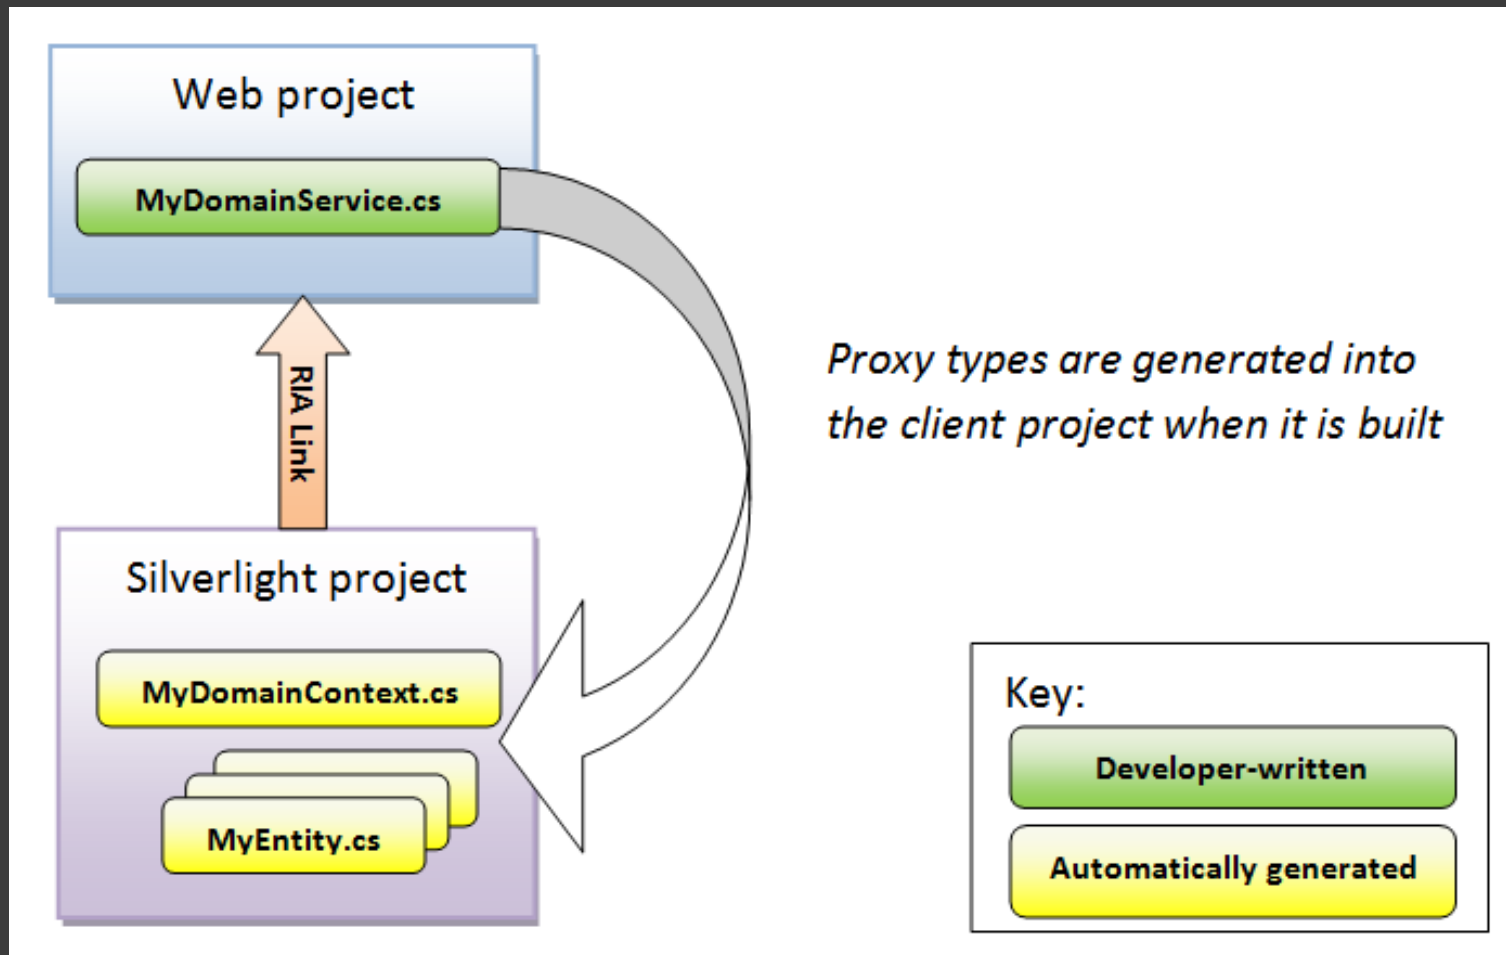 Web project
MyDomainService.cs
RIA Link
Proxy types are generated into
the client project when it is built
Silverlight project
MyDomainContext.cs
MyEntity.cs
Key:
Developer-written
Automatically generated